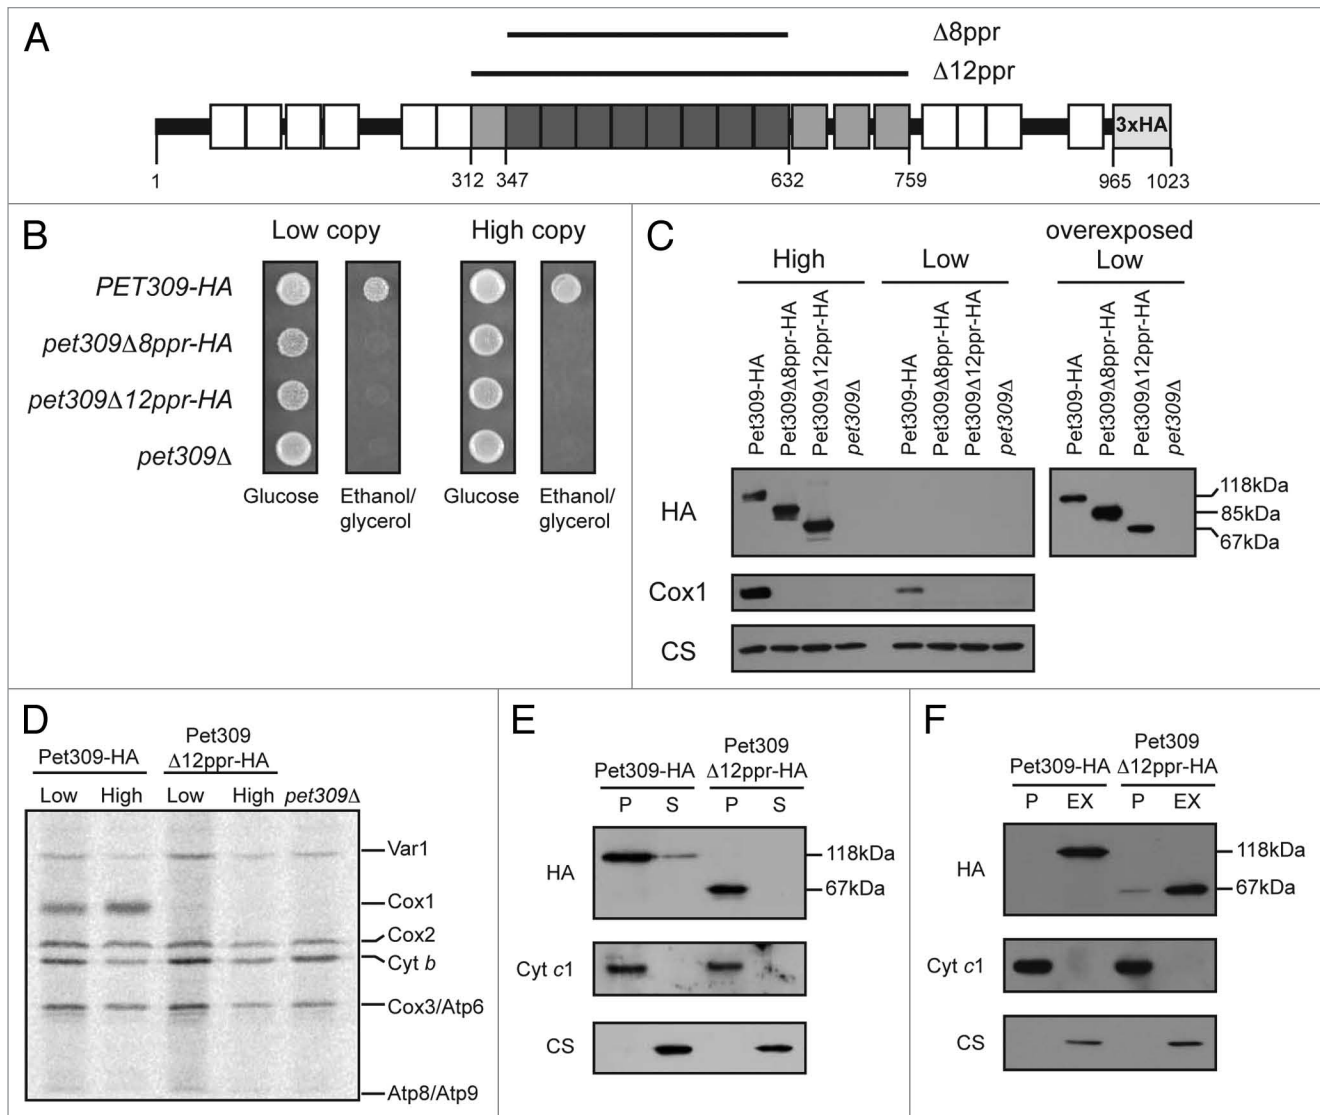 A
Δ8ppr
Δ12ppr
3xHA
1
312
347
632
759
965
1023
B
Low copy
High copy
PET309-HA
pet309Δ8ppr-HA
pet309Δ12ppr-HA
pet309Δ
Glucose
Ethanol/
glycerol
Glucose
Ethanol/
glycerol
C
High
Low
overexposed
Low
Pet309-HA
Pet309Δ8ppr-HA
Pet309Δ12ppr-HA
pet309Δ
Pet309-HA
Pet309Δ8ppr-HA
Pet309Δ12ppr-HA
pet309Δ
Pet309-HA
Pet309Δ8ppr-HA
Pet309Δ12ppr-HA
pet309Δ
HA
118kDa
85kDa
67kDa
Cox1
CS
D
Pet309-HA
Pet309
Δ12ppr-HA
Low
High
Low
High
pet309Δ
Var1
Cox1
Cox2
Cyt b
Cox3/Atp6
Atp8/Atp9
E
Pet309-HA
Pet309
Δ12ppr-HA
P
S
P
S
HA
118kDa
67kDa
Cyt c1
CS
F
Pet309-HA
Pet309
Δ12ppr-HA
P
EX
P
EX
HA
118kDa
67kDa
Cyt c1
CS